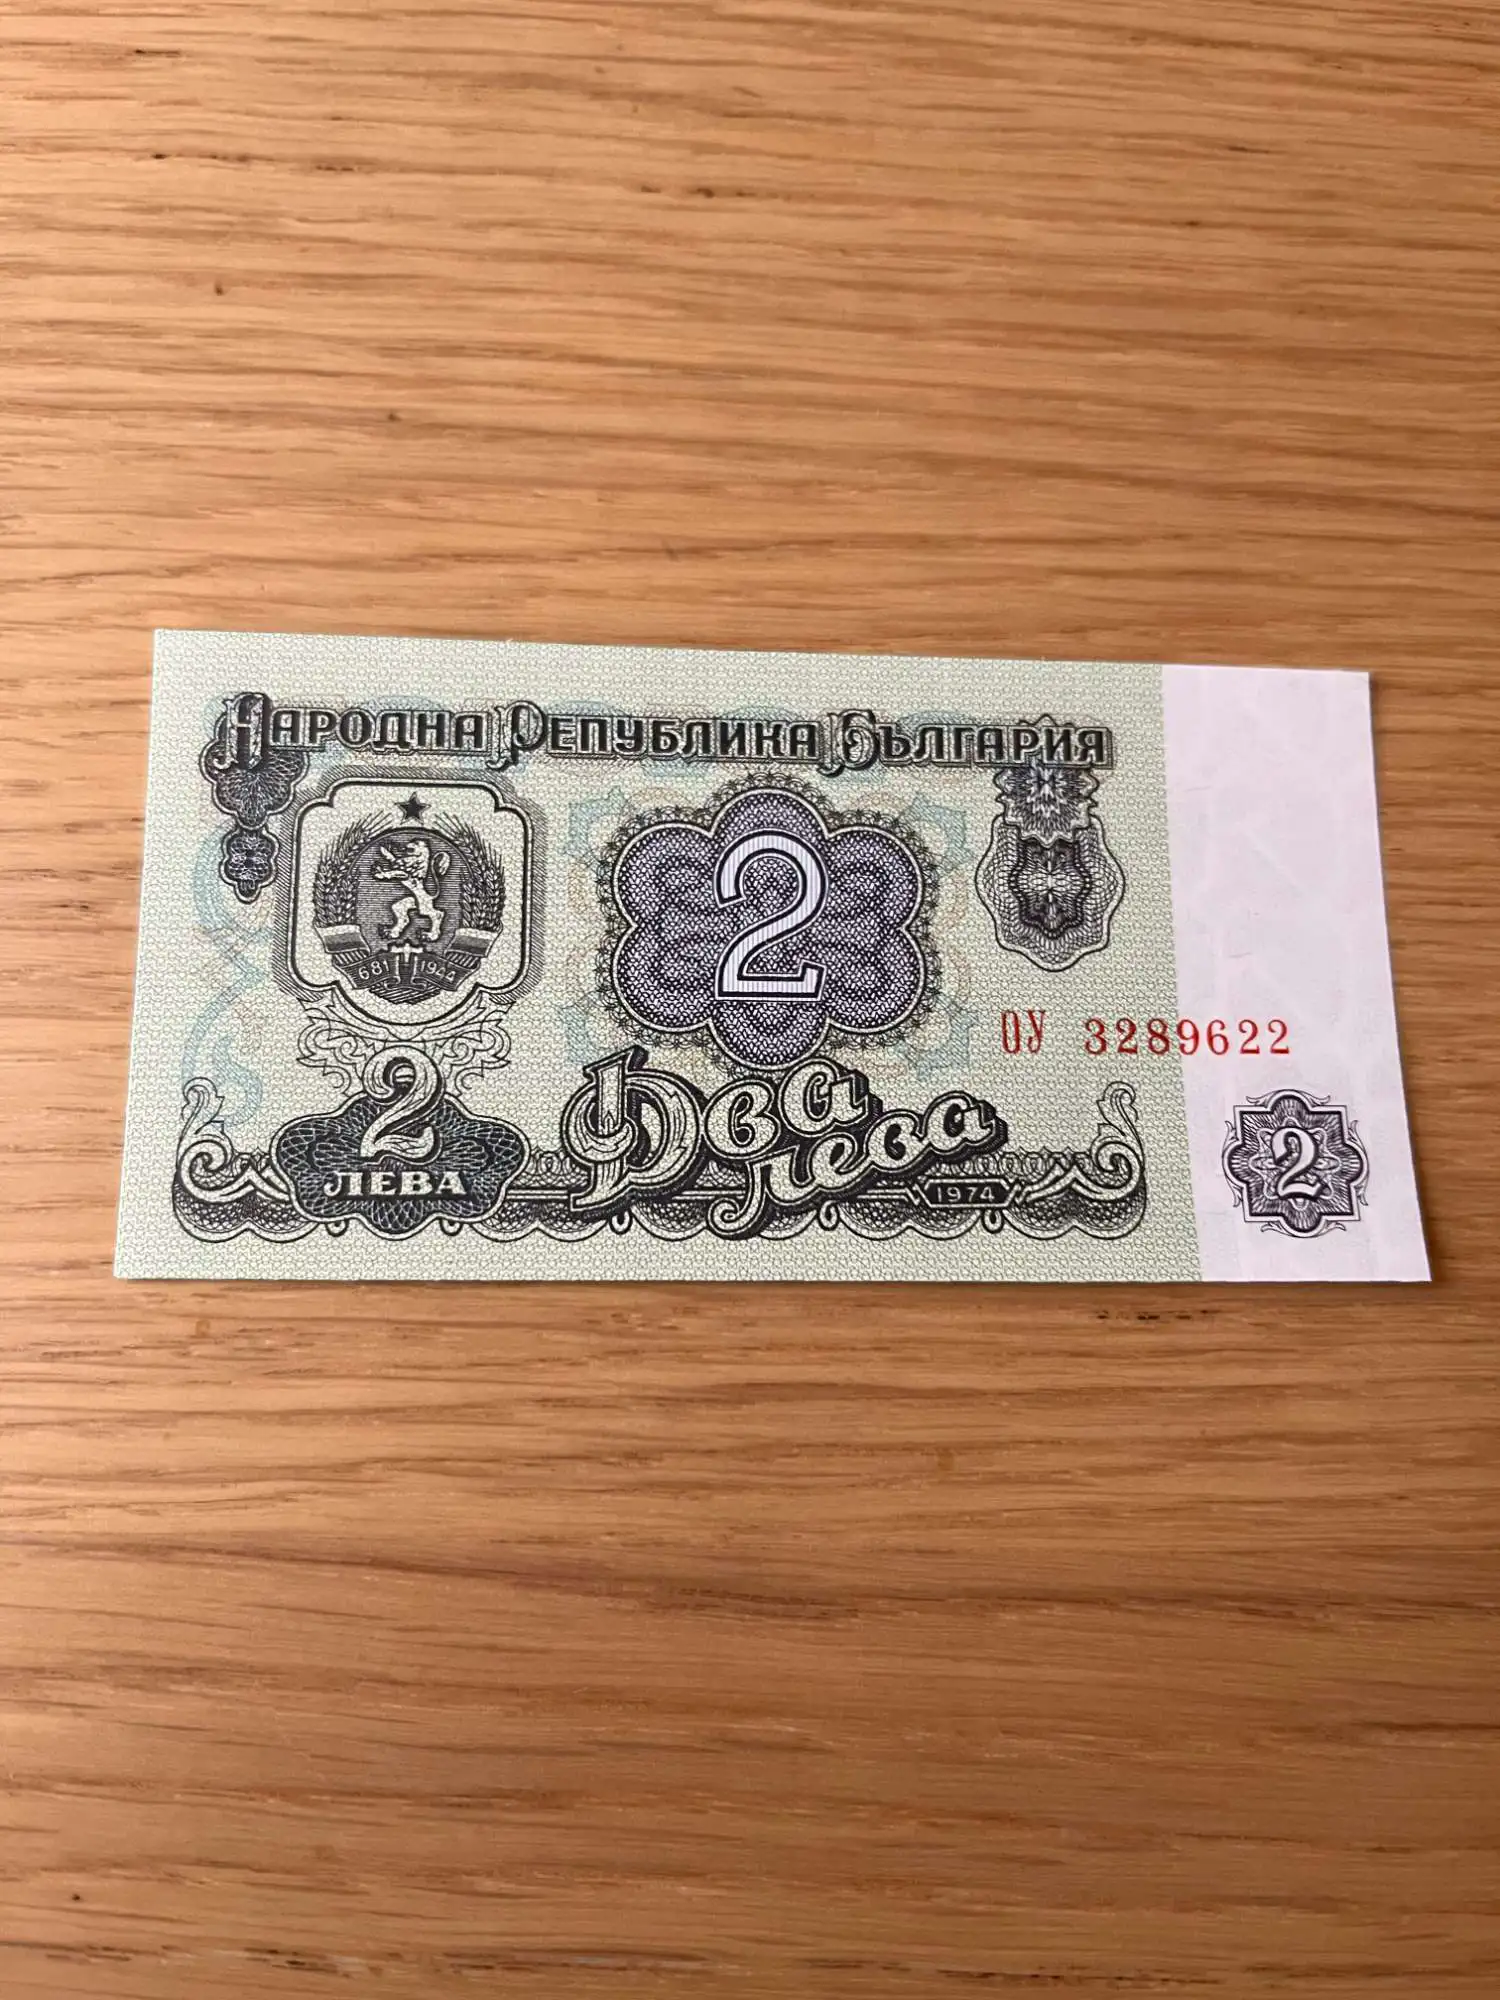 Народна Република България
2
681 1944
ОУ 3289622
2
ЛЕВА
Два лева
1974
2